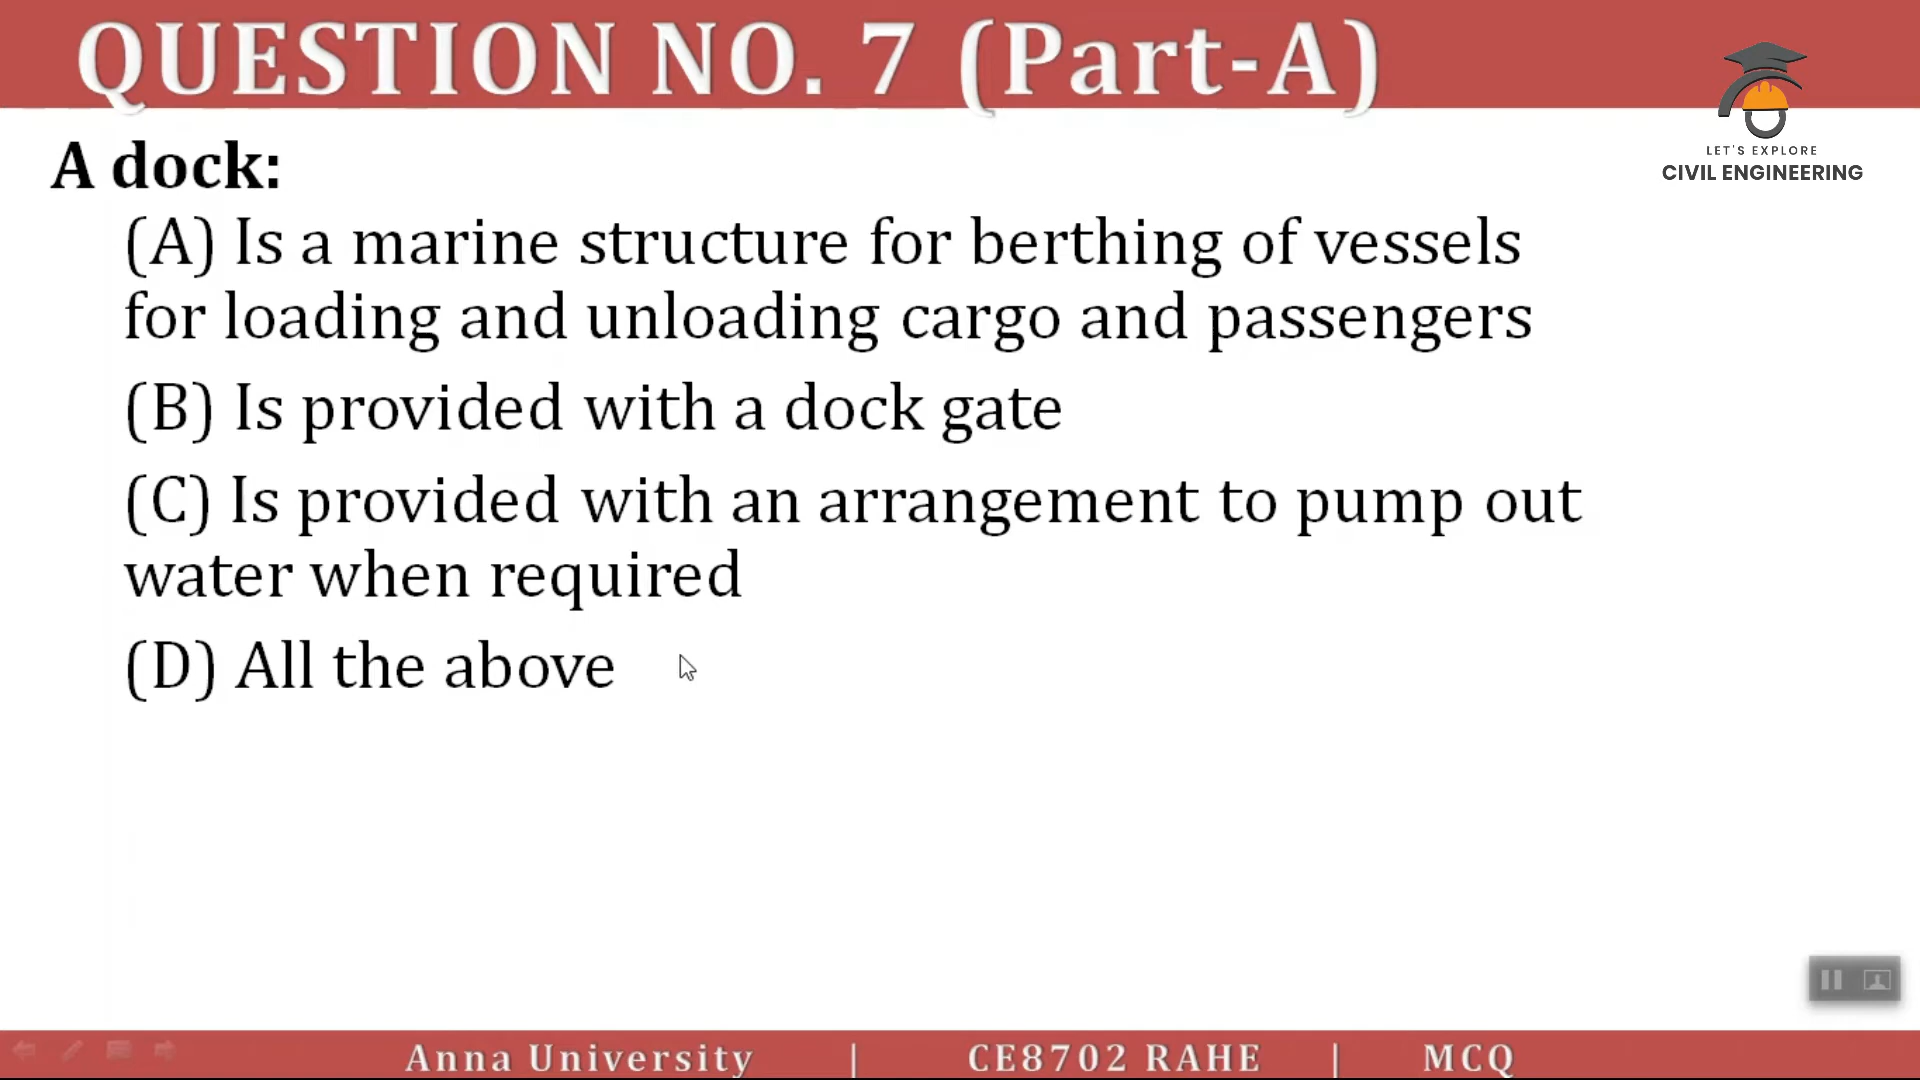 QUESTION NO. 7 (Part-A)
LET'S EXPLORE
CIVIL ENGINEERING
A dock:
(A) Is a marine structure for berthing of vessels
for loading and unloading cargo and passengers
(B) Is provided with a dock gate
(C) Is provided with an arrangement to pump out
water when required
(D) All the above
Anna University | CE8702 RAHE | MCQ